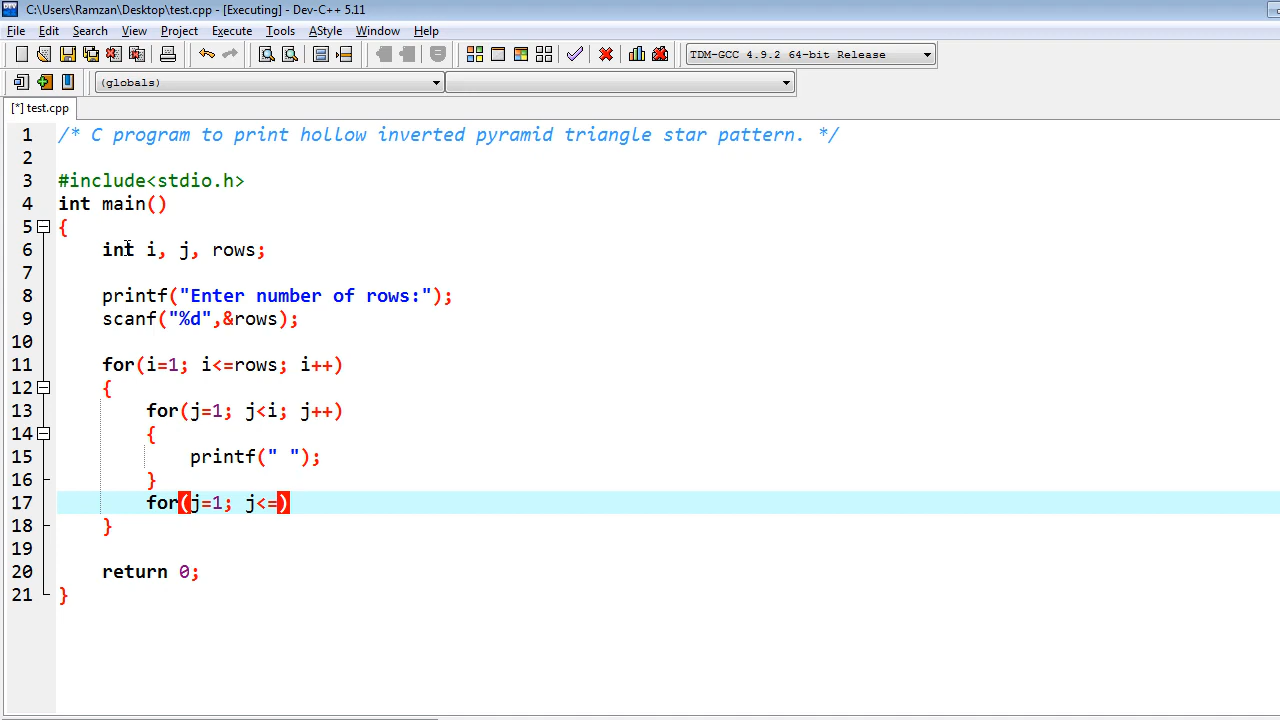 C:\Users\Ramzan\Desktop\test.cpp - [Executing] - Dev-C++ 5.11
File Edit Search View Project Execute Tools AStyle Window Help
TDM-GCC 4.9.2 64-bit Release
(globals)
[*] test.cpp
1 /* C program to print hollow inverted pyramid triangle star pattern. */
2
3 #include<stdio.h>
4 int main()
5 {
6 int i, j, rows;
7
8 printf("Enter number of rows:");
9 scanf("%d",&rows);
10
11 for(i=1; i<=rows; i++)
12 {
13 for(j=1; j<i; j++)
14 {
15 printf(" ");
16 }
17 for(j=1; j<=)
18 }
19
20 return 0;
21 }